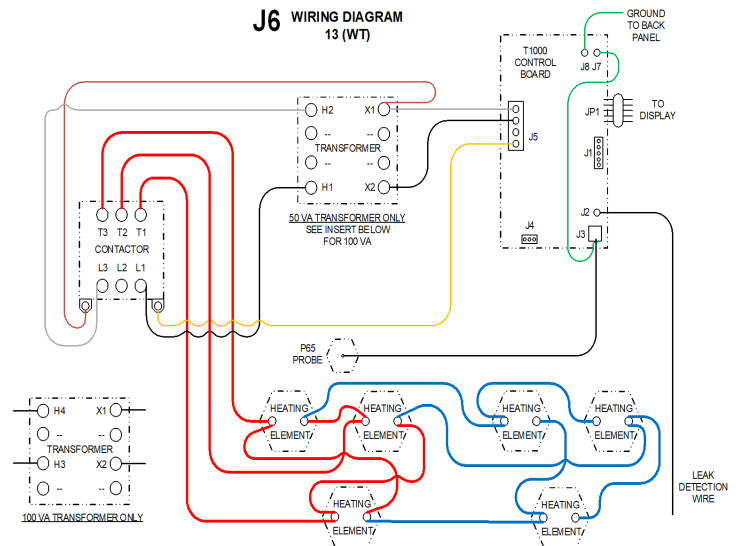 J6 WIRING DIAGRAM
13 (WT)
GROUND
TO BACK
PANEL
T1000
CONTROL
BOARD
J8 J7
JP1
TO
DISPLAY
J5
J1
J2
J4
J3
H2 X1
-- --
TRANSFORMER
-- --
H1 X2
50 VA TRANSFORMER ONLY
SEE INSERT BELOW
FOR 100 VA
T3 T2 T1
CONTACTOR
L3 L2 L1
P65
PROBE
H4 X1
-- --
TRANSFORMER
H3 X2
-- --
100 VA TRANSFORMER ONLY
HEATING
ELEMENT
HEATING
ELEMENT
HEATING
ELEMENT
HEATING
ELEMENT
HEATING
ELEMENT
HEATING
ELEMENT
LEAK
DETECTION
WIRE